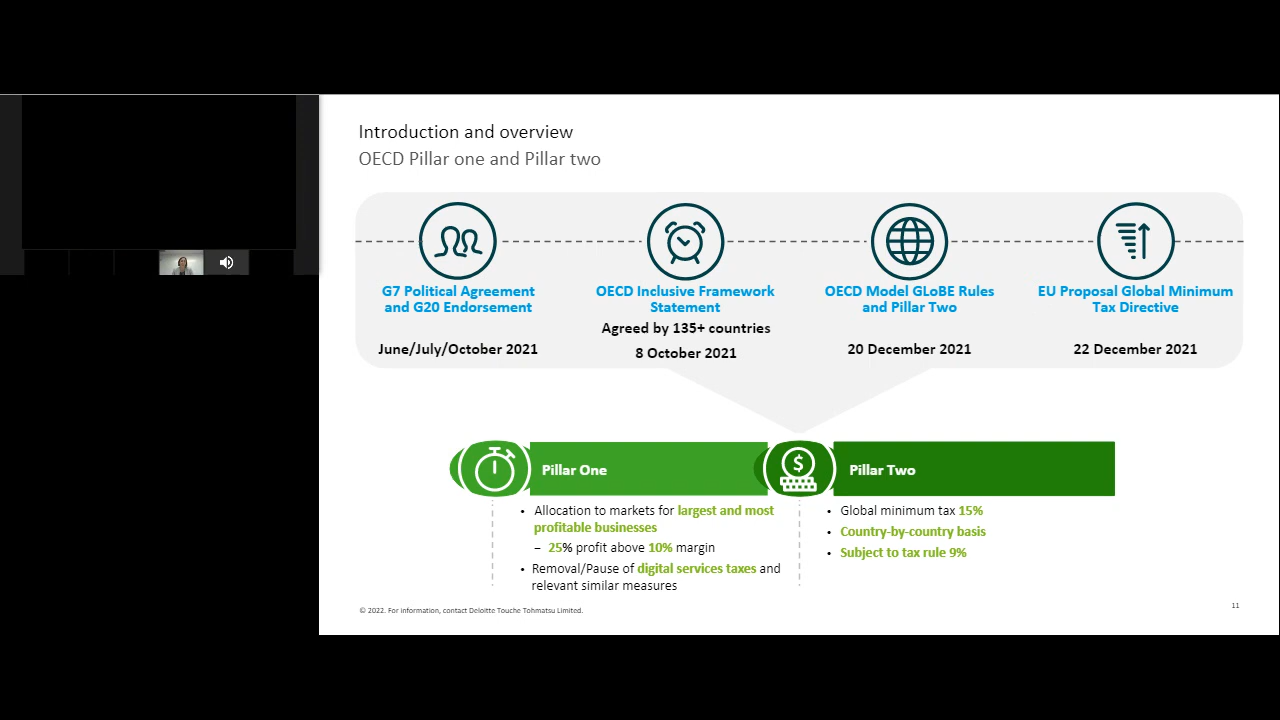 Introduction and overview
OECD Pillar one and Pillar two
G7 Political Agreement
and G20 Endorsement
June/July/October 2021
OECD Inclusive Framework
Statement
Agreed by 135+ countries
8 October 2021
OECD Model GLoBE Rules
and Pillar Two
20 December 2021
EU Proposal Global Minimum
Tax Directive
22 December 2021
Pillar One
• Allocation to markets for largest and most
profitable businesses
– 25% profit above 10% margin
• Removal/Pause of digital services taxes and
relevant similar measures
$
Pillar Two
• Global minimum tax 15%
• Country-by-country basis
• Subject to tax rule 9%
© 2022. For information, contact Deloitte Touche Tohmatsu Limited.
11